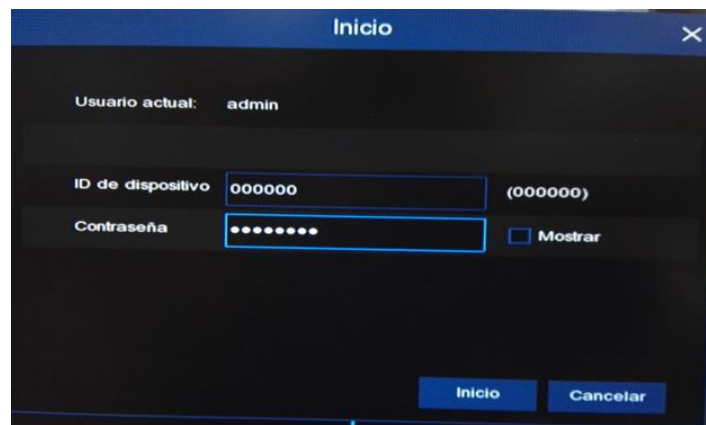 Inicio
Usuario actual: admin
ID de dispositivo 000000 (000000)
Contraseña •••••••• Mostrar
Inicio Cancelar